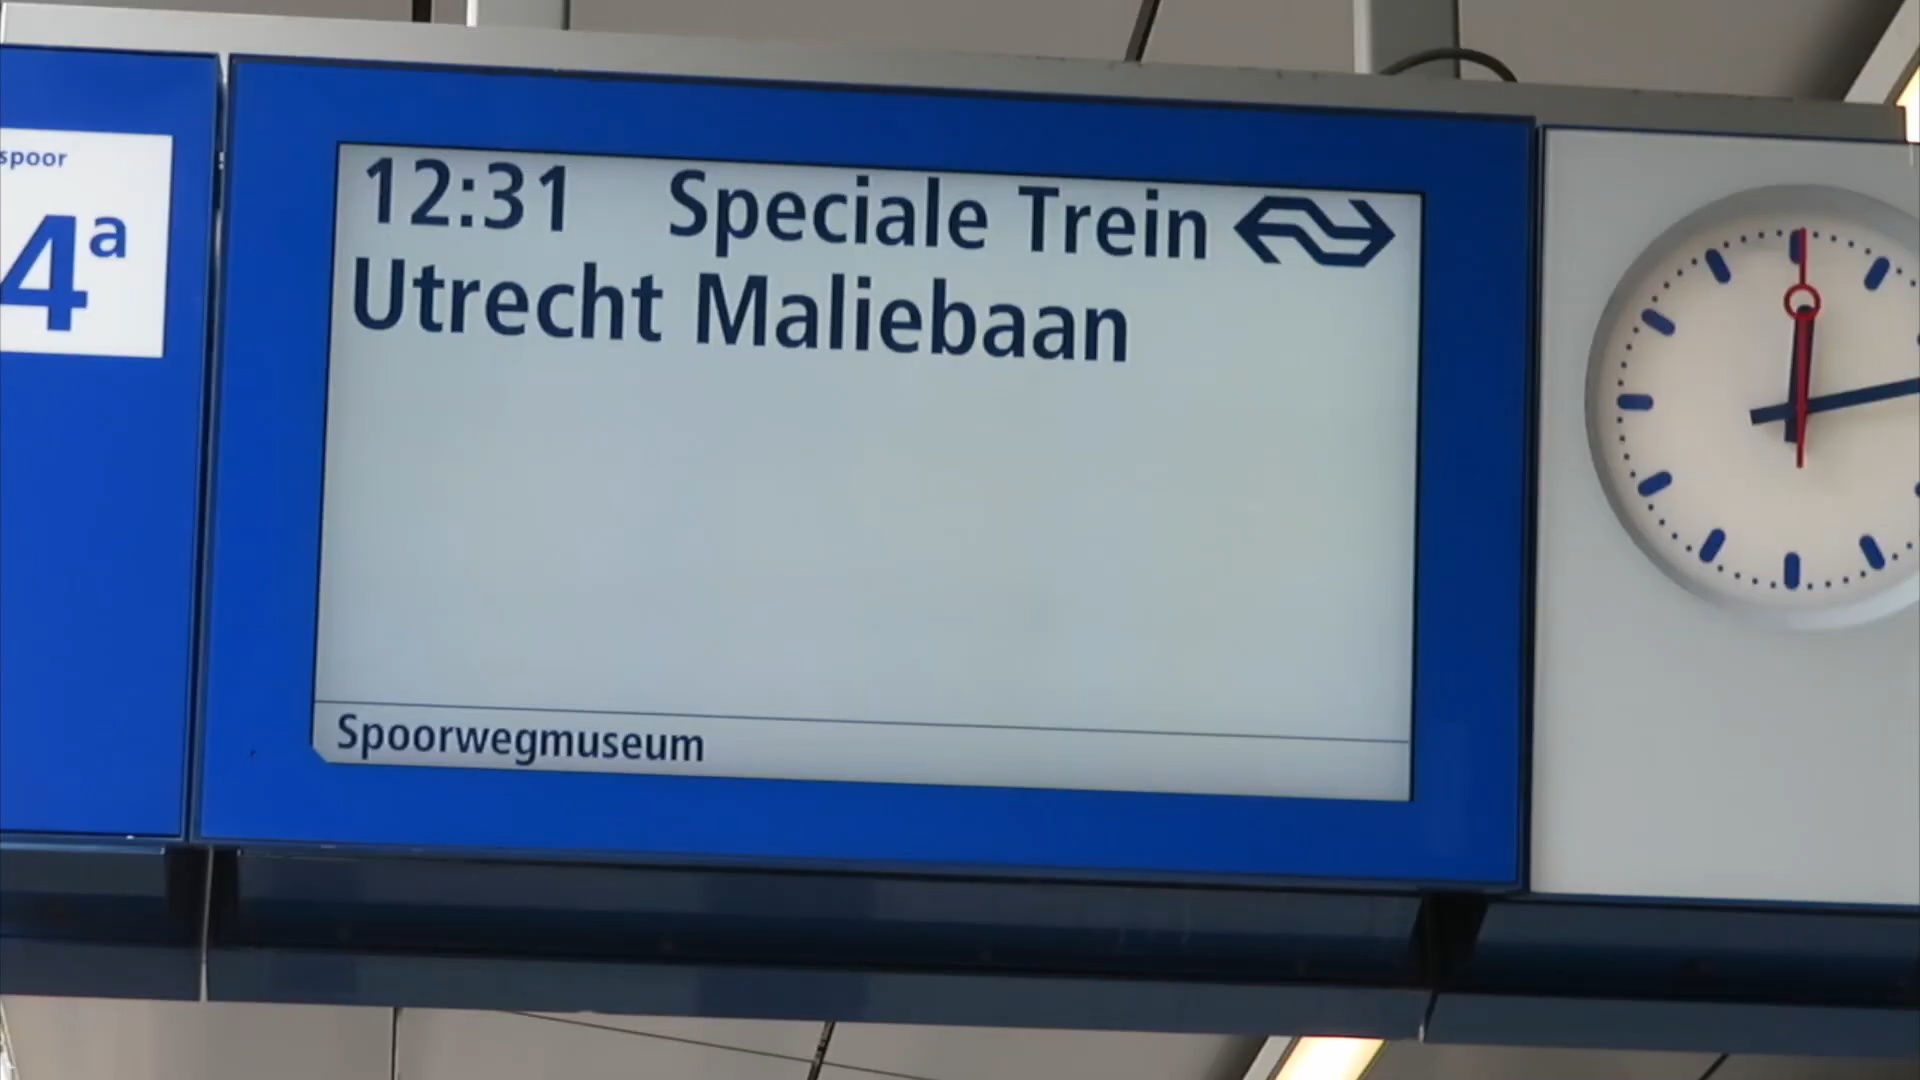 spoor
4a
12:31 Speciale Trein
Utrecht Maliebaan
Spoorwegmuseum